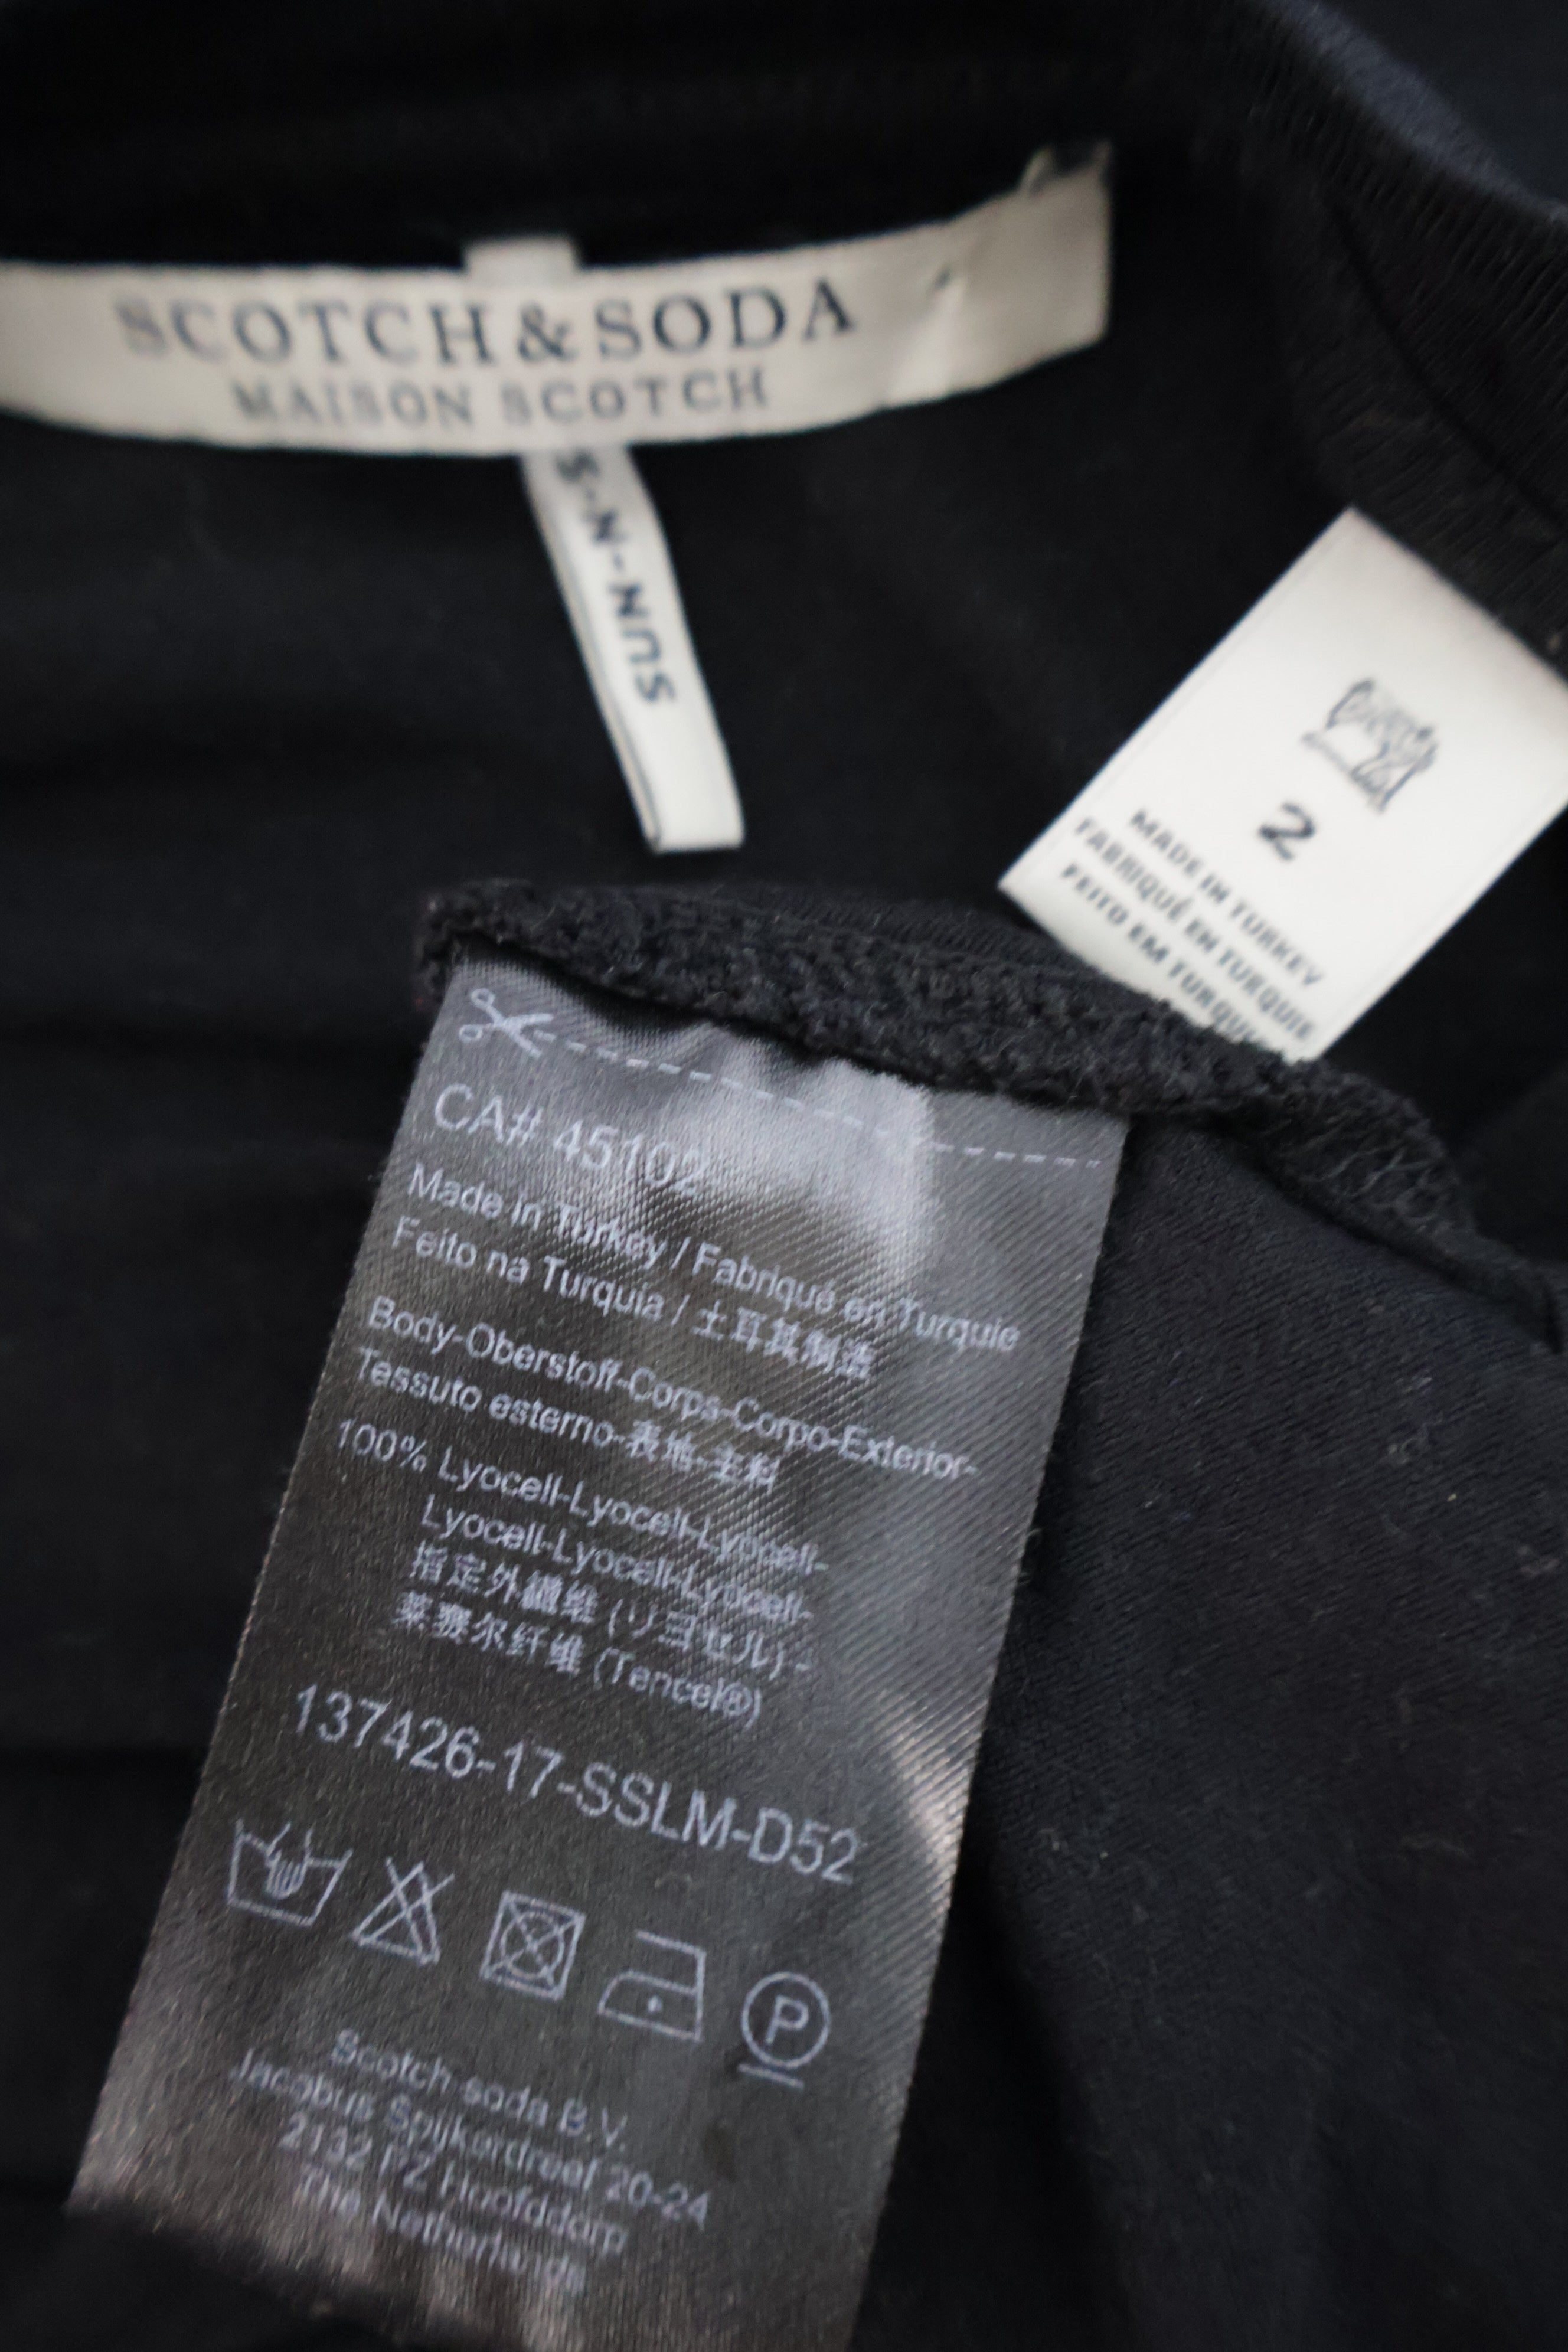 SCOTCH & SODA
MAISON SCOTCH
SUN-N-S
2
MADE IN TURKEY
FABRIQUÉ EN TURQUIE
FEITO EM TURQUIA
CA# 45102
Made in Turkey / Fabriqué en Turquie
Feito na Turquia / 土耳其制造
Body-Oberstoff-Corps-Corpo-Exterior-
Tessuto esterno-表地-主料
100% Lyocell-Lyocell-Lyocell-
Lyocell-Lyocell-Lyocell-
指定外繊維 (リヨセル) -
莱赛尔纤维 (Tencel®)
137426-17-SSLM-D52
P
Scotch soda B.V.
Jacobus Spijkerdreef 20-24
2132 PZ Hoofddorp
The Netherlands